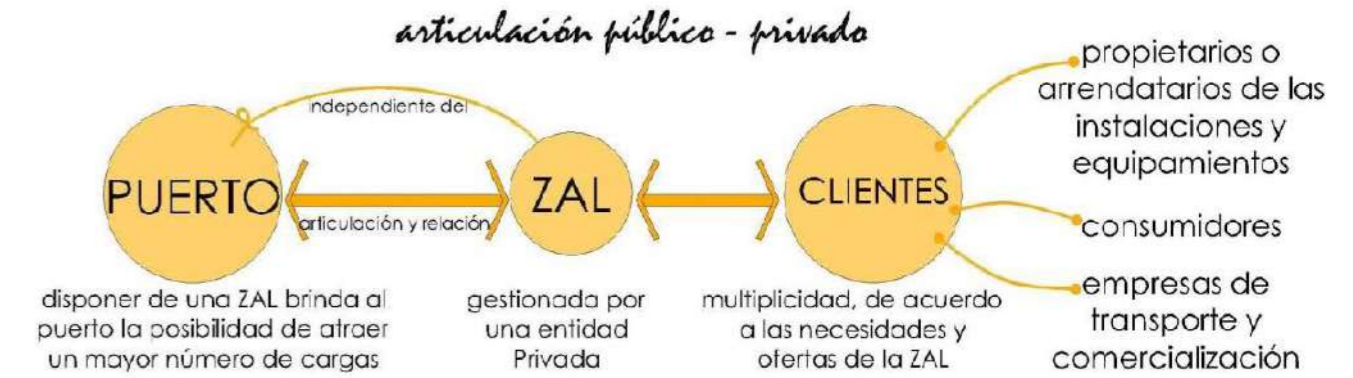 articulación público - privado
independiente del
PUERTO
articulación y relación
ZAL
CLIENTES
disponer de una ZAL brinda al
puerto la posibilidad de atraer
un mayor número de cargas
gestionada por
una entidad
Privada
multiplicidad, de acuerdo
a las necesidades y
ofertas de la ZAL
propietarios o
arrendatarios de las
instalaciones y
equipamientos
consumidores
empresas de
transporte y
comercialización